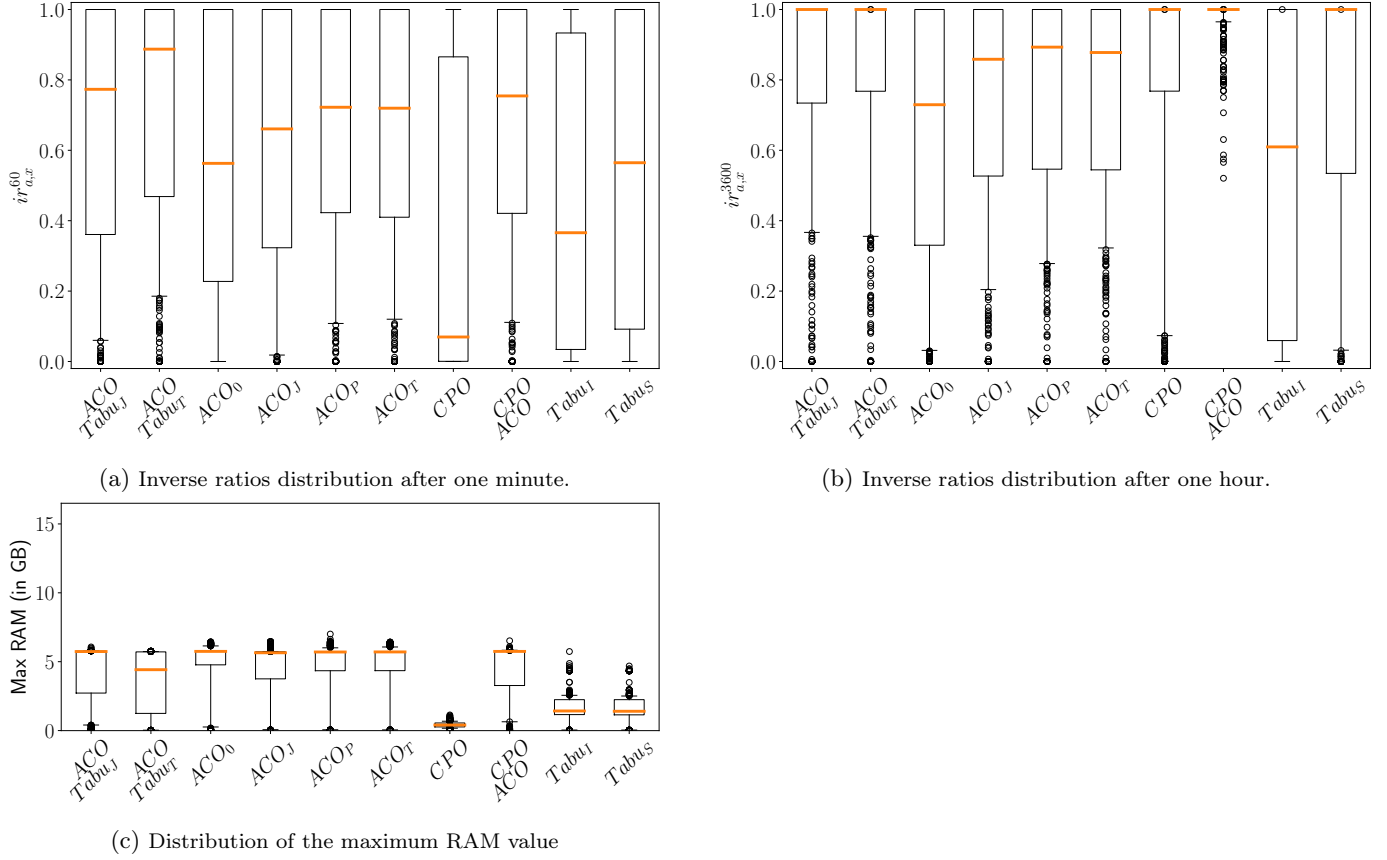 1.0
0.8
0.6
0.4
0.2
0.0
ir^{60}_{a,x}
ACO Tabu_J
ACO Tabu_T
ACO_0
ACO_J
ACO_P
ACO_T
CPO
CPO ACO
Tabu_I
Tabu_S
(a) Inverse ratios distribution after one minute.
1.0
0.8
0.6
0.4
0.2
0.0
ir^{3600}_{a,x}
ACO Tabu_J
ACO Tabu_T
ACO_0
ACO_J
ACO_P
ACO_T
CPO
CPO ACO
Tabu_I
Tabu_S
(b) Inverse ratios distribution after one hour.
15
10
5
0
Max RAM (in GB)
ACO Tabu_J
ACO Tabu_T
ACO_0
ACO_J
ACO_P
ACO_T
CPO
CPO ACO
Tabu_I
Tabu_S
(c) Distribution of the maximum RAM value